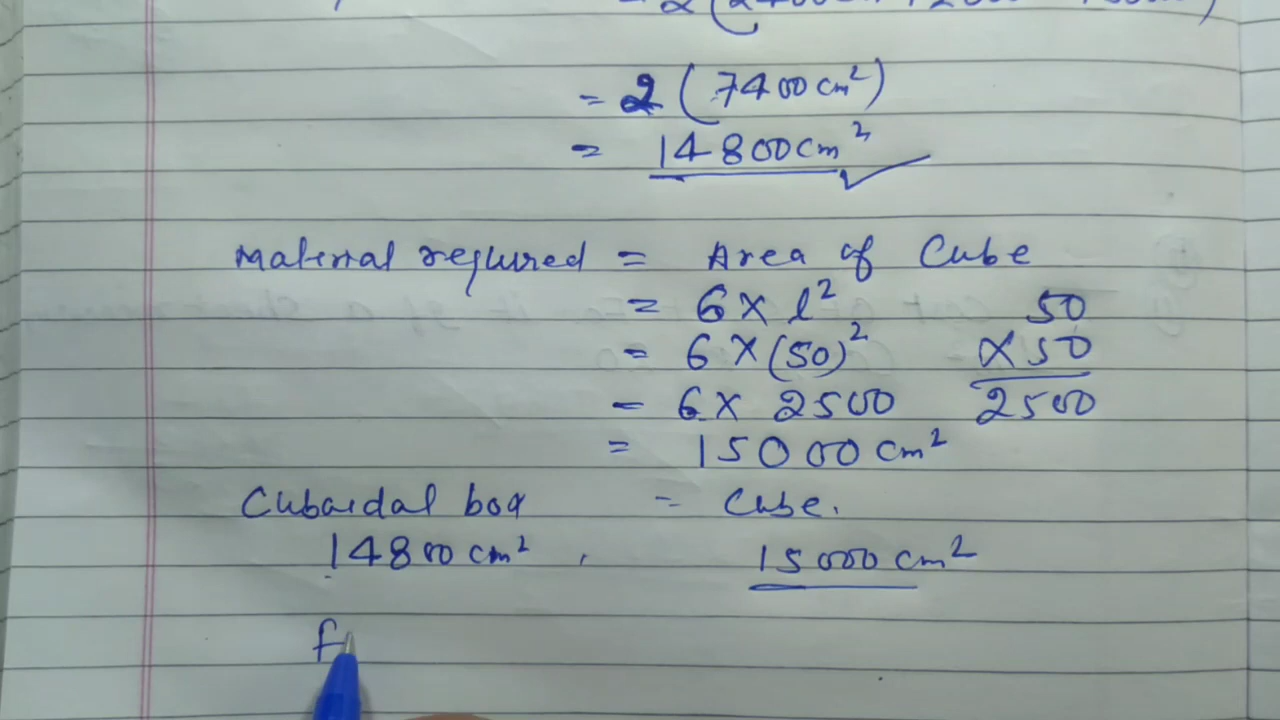 = 2 (7400 cm²)
= 14800 cm²
Material required = Area of Cube
= 6 × l² 50
= 6 × (50)² × 50
= 6 × 2500 2500
= 15000 cm²
Cuboidal box = Cube.
14800 cm² , 15000 cm²
f